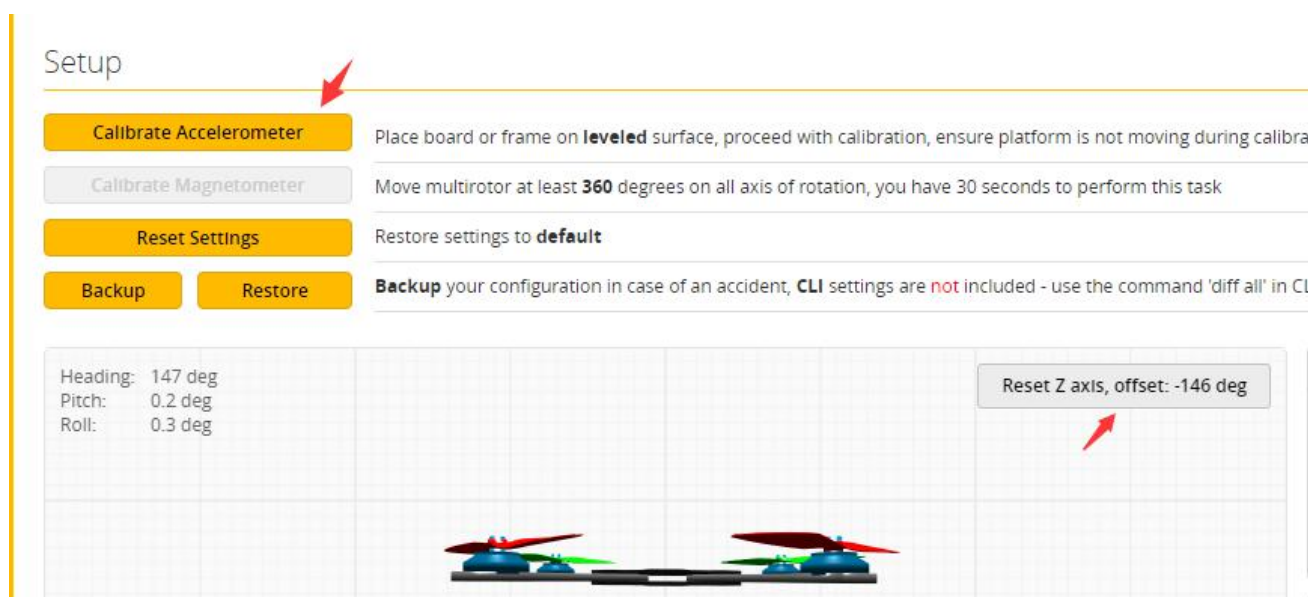 Setup
Calibrate Accelerometer
Place board or frame on leveled surface, proceed with calibration, ensure platform is not moving during calibra
Calibrate Magnetometer
Move multirotor at least 360 degrees on all axis of rotation, you have 30 seconds to perform this task
Reset Settings
Restore settings to default
Backup Restore
Backup your configuration in case of an accident, CLI settings are not included - use the command 'diff all' in CL
Heading: 147 deg
Pitch: 0.2 deg
Roll: 0.3 deg
Reset Z axis, offset: -146 deg